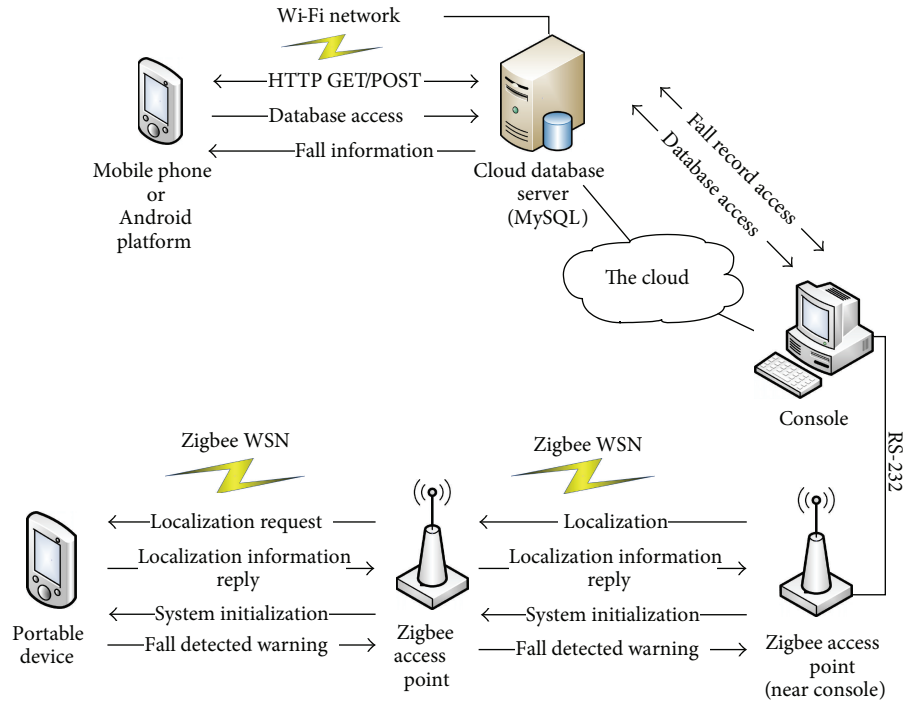 Wi-Fi network
HTTP GET/POST
Database access
Fall information
Mobile phone
or
Android
platform
Cloud database
server
(MySQL)
Fall record access
Database access
The cloud
Console
RS-232
Zigbee WSN
Zigbee WSN
Localization request
Localization information
reply
System initialization
Fall detected warning
Localization
Localization information
reply
System initialization
Fall detected warning
Portable
device
Zigbee
access
point
Zigbee access
point
(near console)